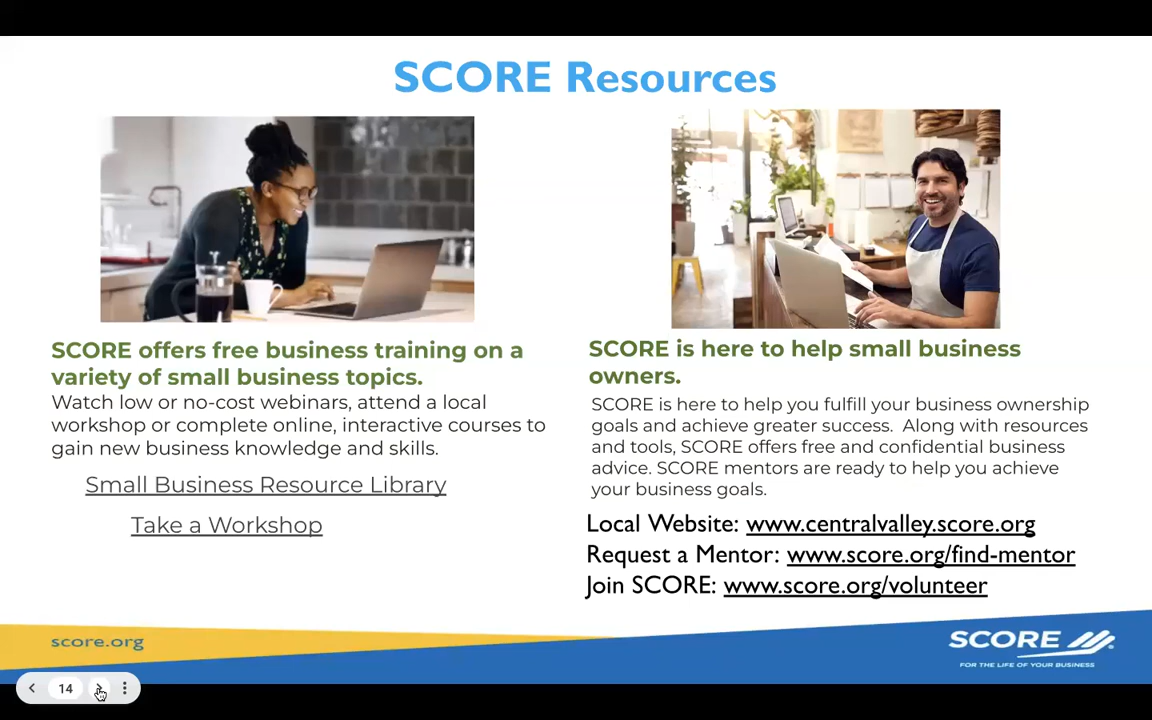 SCORE Resources
SCORE offers free business training on a
variety of small business topics.
Watch low or no-cost webinars, attend a local
workshop or complete online, interactive courses to
gain new business knowledge and skills.
Small Business Resource Library
Take a Workshop
SCORE is here to help small business
owners.
SCORE is here to help you fulfill your business ownership
goals and achieve greater success. Along with resources
and tools, SCORE offers free and confidential business
advice. SCORE mentors are ready to help you achieve
your business goals.
Local Website: www.centralvalley.score.org
Request a Mentor: www.score.org/find-mentor
Join SCORE: www.score.org/volunteer
score.org
SCORE
FOR THE LIFE OF YOUR BUSINESS
14